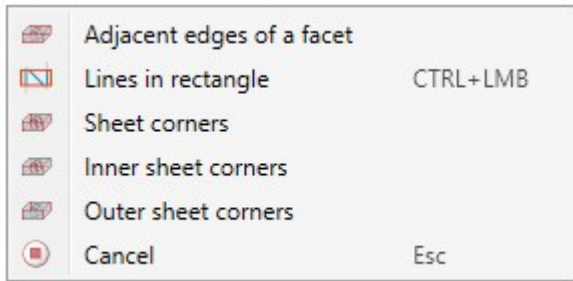 Adjacent edges of a facet
Lines in rectangle CTRL+LMB
Sheet corners
Inner sheet corners
Outer sheet corners
Cancel Esc